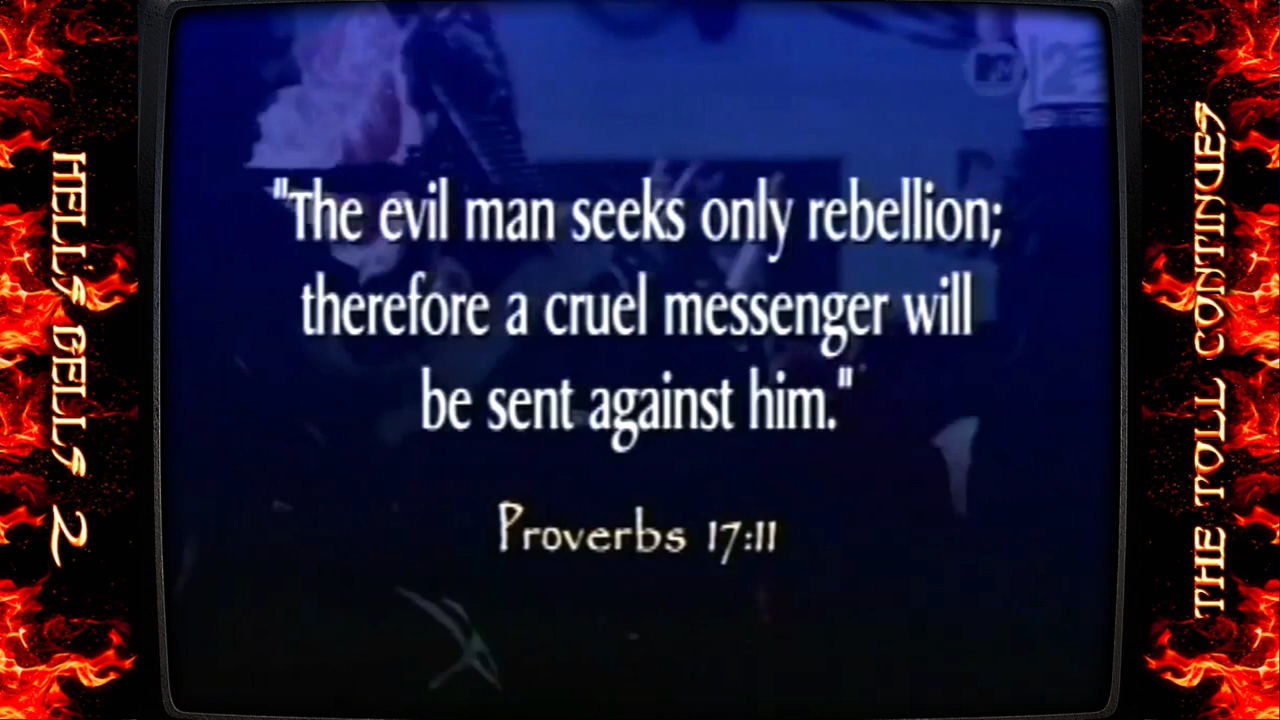 HELL'S BELLS 2
"The evil man seeks only rebellion;
therefore a cruel messenger will
be sent against him."
Proverbs 17:11
THE TOLL CONTINUES